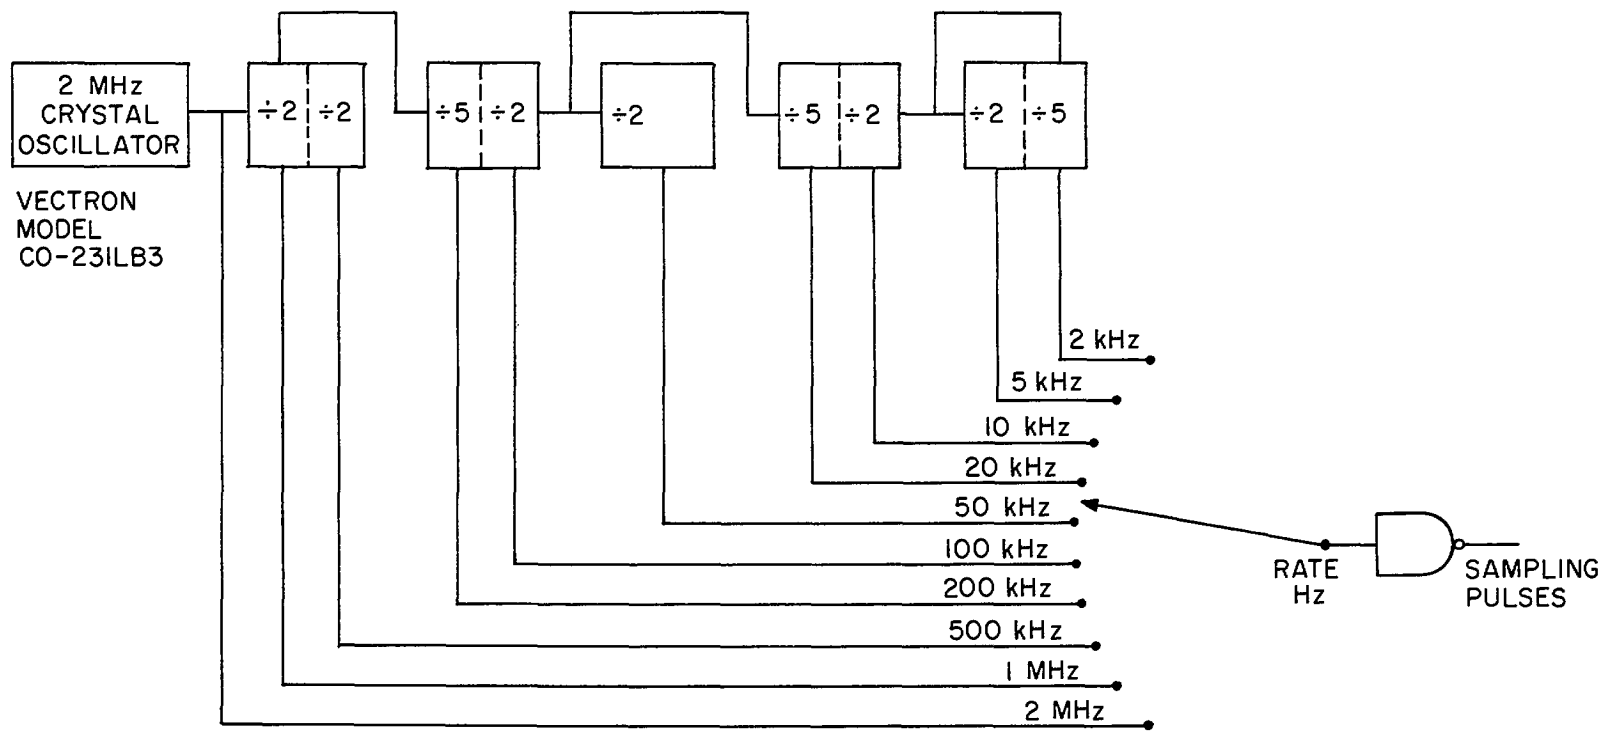 2 MHz
CRYSTAL
OSCILLATOR
÷2 ÷2
÷5 ÷2
÷2
÷5 ÷2
÷2 ÷5
VECTRON
MODEL
CO-231LB3
2 kHz
5 kHz
10 kHz
20 kHz
50 kHz
100 kHz
200 kHz
500 kHz
1 MHz
2 MHz
RATE
Hz
SAMPLING
PULSES